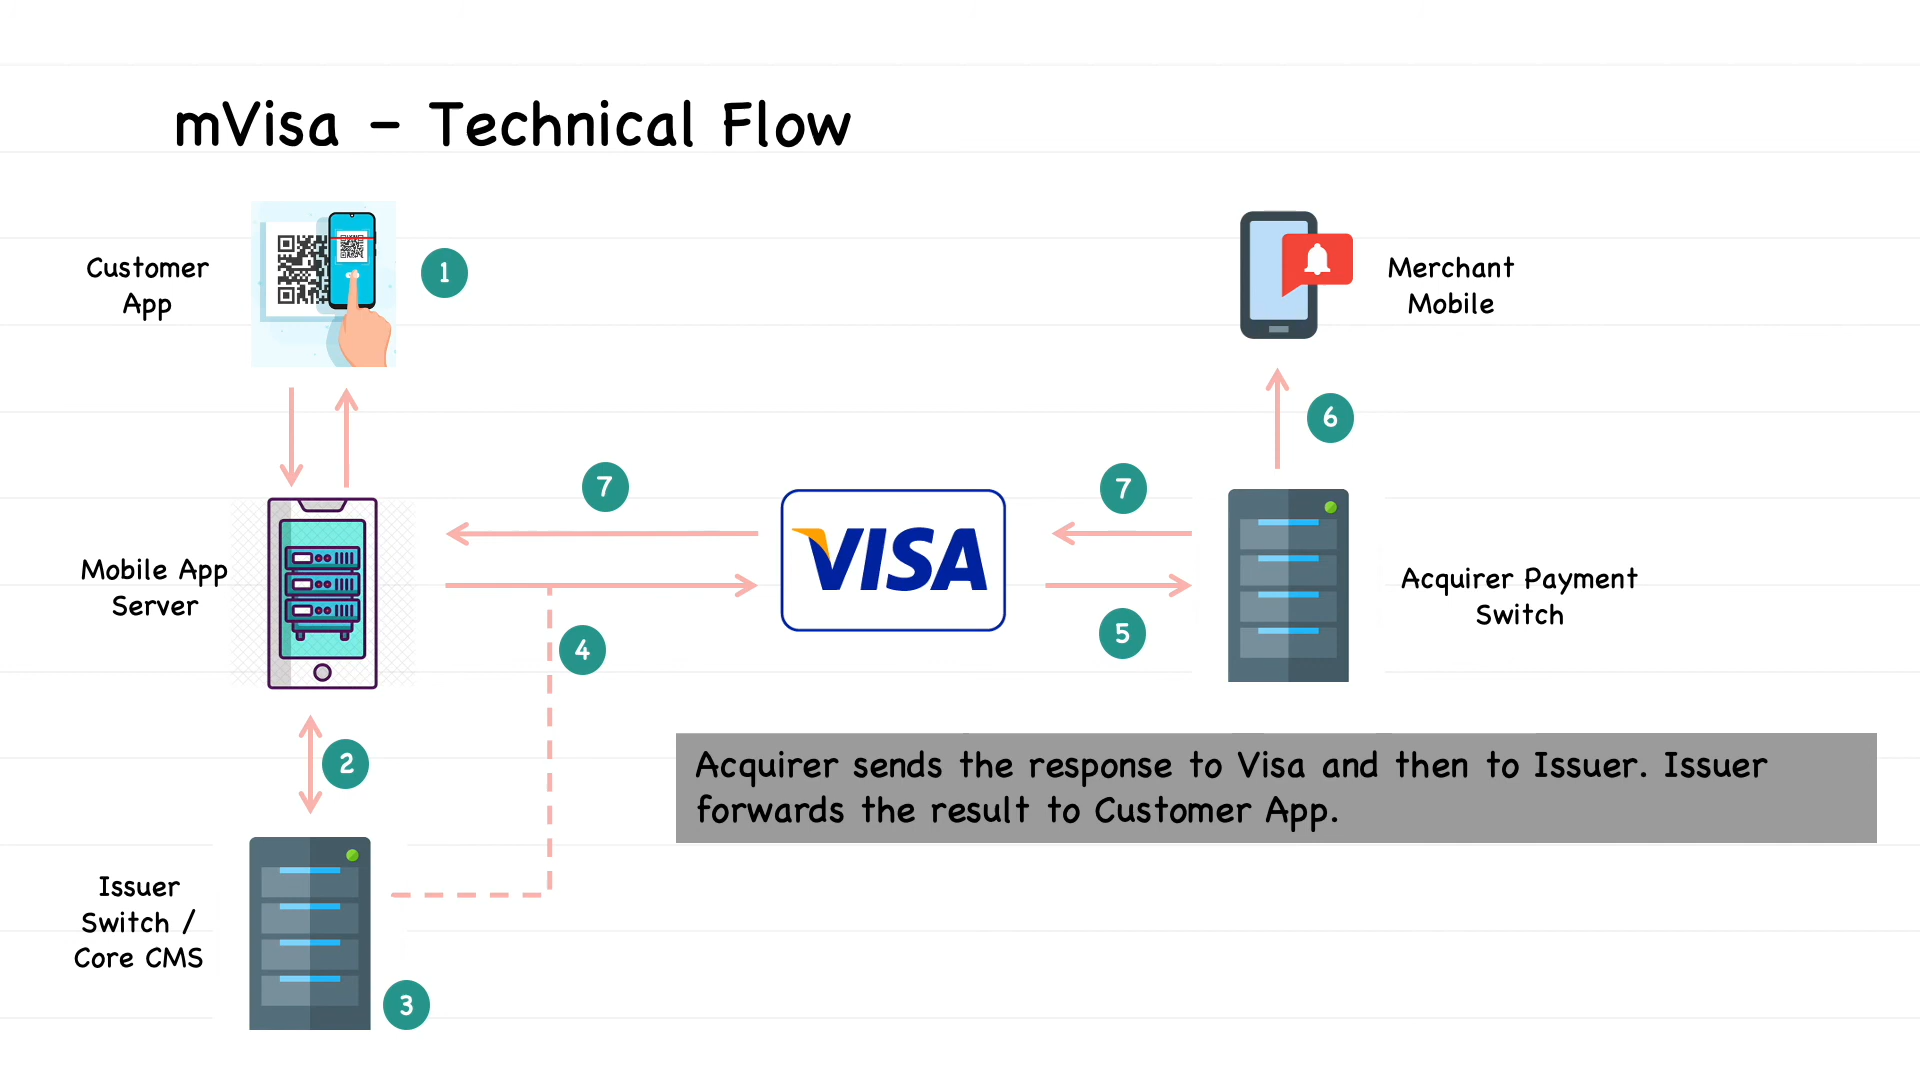 mVisa - Technical Flow
Customer
App
1
Merchant
Mobile
6
7
7
VISA
Mobile App
Server
Acquirer Payment
Switch
4
5
2
Acquirer sends the response to Visa and then to Issuer. Issuer
forwards the result to Customer App.
Issuer
Switch /
Core CMS
3